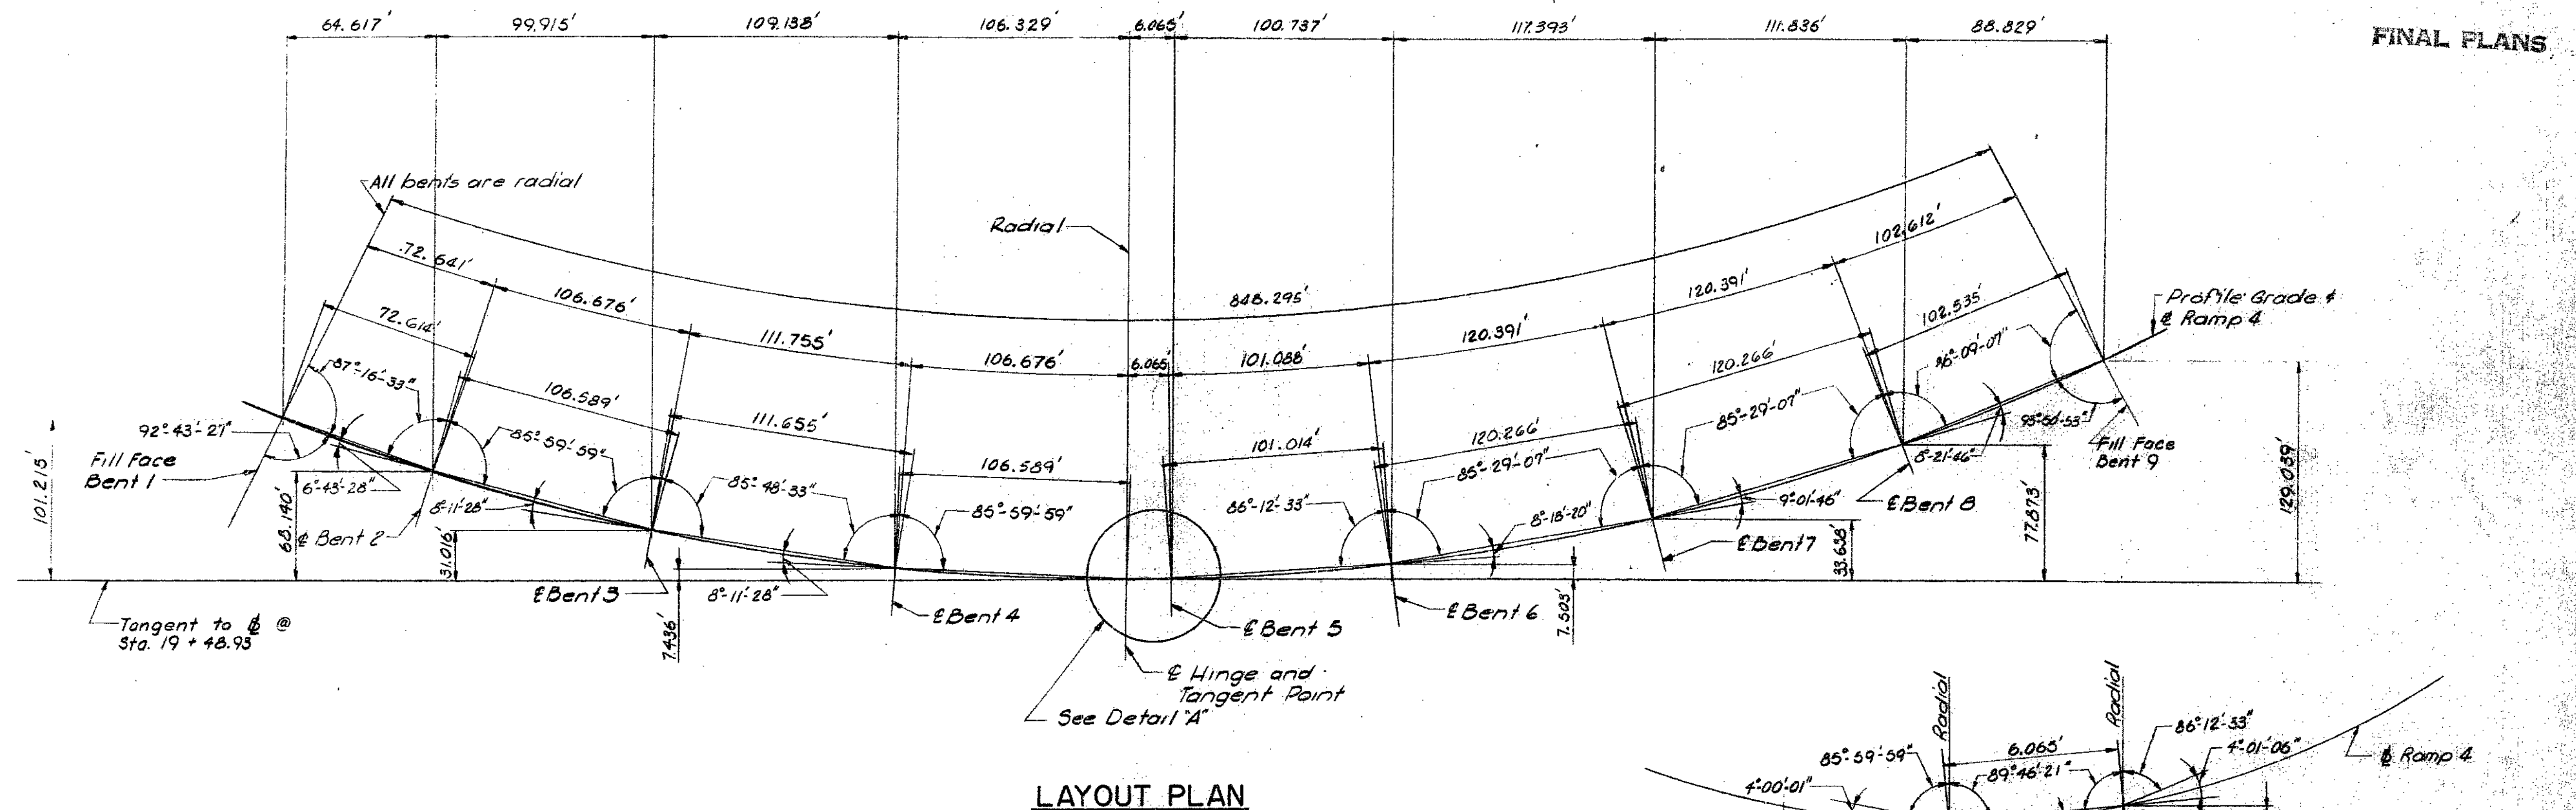 64.617' 99.915' 109.138' 106.329' 6.065' 100.737' 117.393' 111.836' 88.829'
FINAL PLANS
All bents are radial
Radial
72.641' 106.676' 111.755' 106.676' 6.065' 101.088' 120.391' 120.391' 102.612'
848.295'
72.614' 106.589' 111.655' 106.589' 101.014' 120.266' 120.266' 102.535'
Profile Grade &
℄ Ramp 4
87°-16'-33"
92°-43'-27"
6°-43'-28"
85°-59'-59"
8°-11'-28"
85°-48'-33"
8°-11'-28"
85°-59'-59"
86°-12'-33"
85°-29'-07"
8°-18'-20"
85°-29'-07"
9°-01'-46"
86°-09'-07"
8°-21'-46"
93°-50'-53"
Fill Face
Bent 1
Fill Face
Bent 9
101.215'
68.140'
31.016'
7.436'
7.503'
33.638'
77.873'
129.039'
℄ Bent 2
℄ Bent 3
℄ Bent 4
℄ Bent 5
℄ Bent 6
℄ Bent 7
℄ Bent 8
Tangent to ℄ @
Sta. 19 + 48.93
℄ Hinge and
Tangent Point
See Detail "A"
LAYOUT PLAN
Radial
Radial
85°-59'-59"
6.065'
86°-12'-33"
4°-00'-01"
89°-46'-21"
4°-01'-06"
℄ Ramp 4